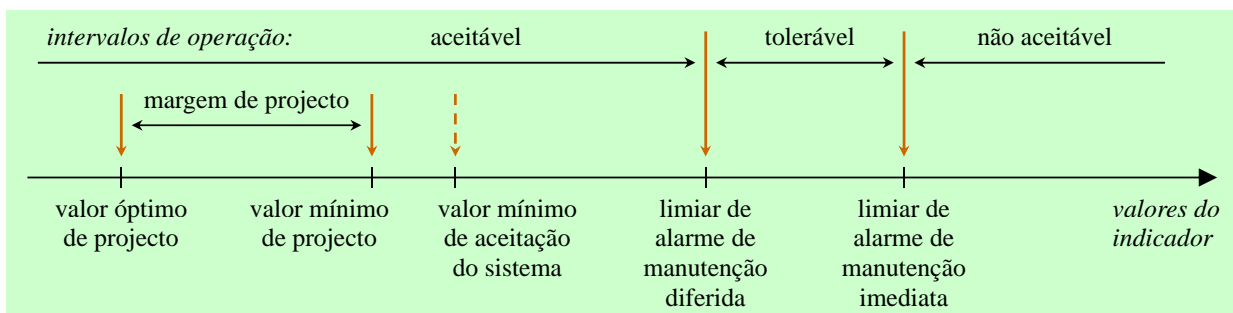 intervalos de operação: aceitável tolerável não aceitável
margem de projecto
valor óptimo
de projecto
valor mínimo
de projecto
valor mínimo
de aceitação
do sistema
limiar de
alarme de
manutenção
diferida
limiar de
alarme de
manutenção
imediata
valores do
indicador